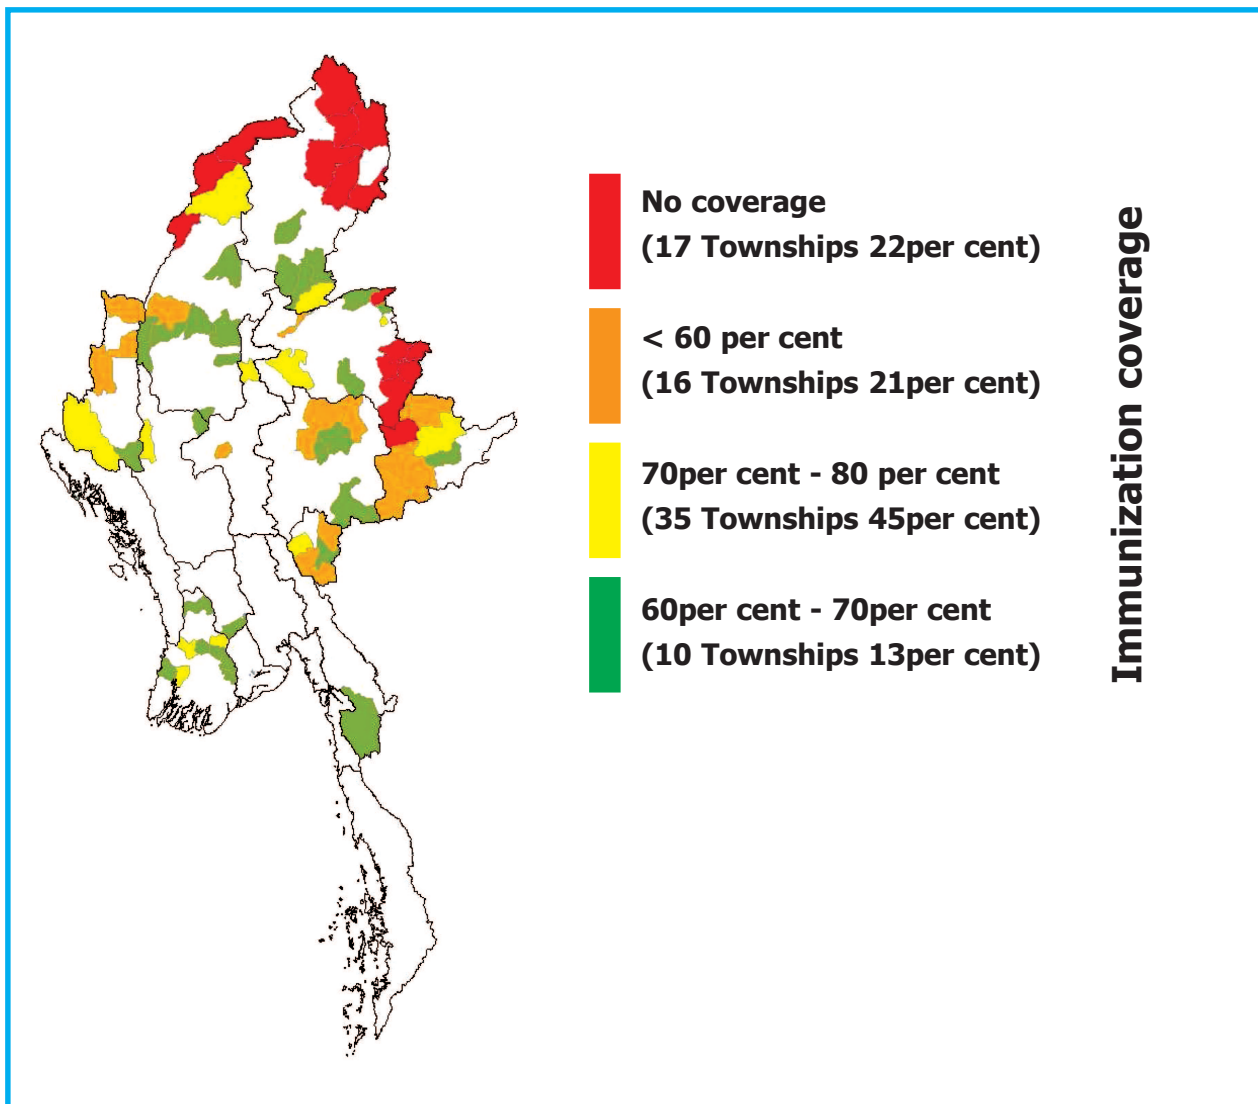 No coverage
(17 Townships 22per cent)
< 60 per cent
(16 Townships 21per cent)
70per cent - 80 per cent
(35 Townships 45per cent)
60per cent - 70per cent
(10 Townships 13per cent)
Immunization coverage